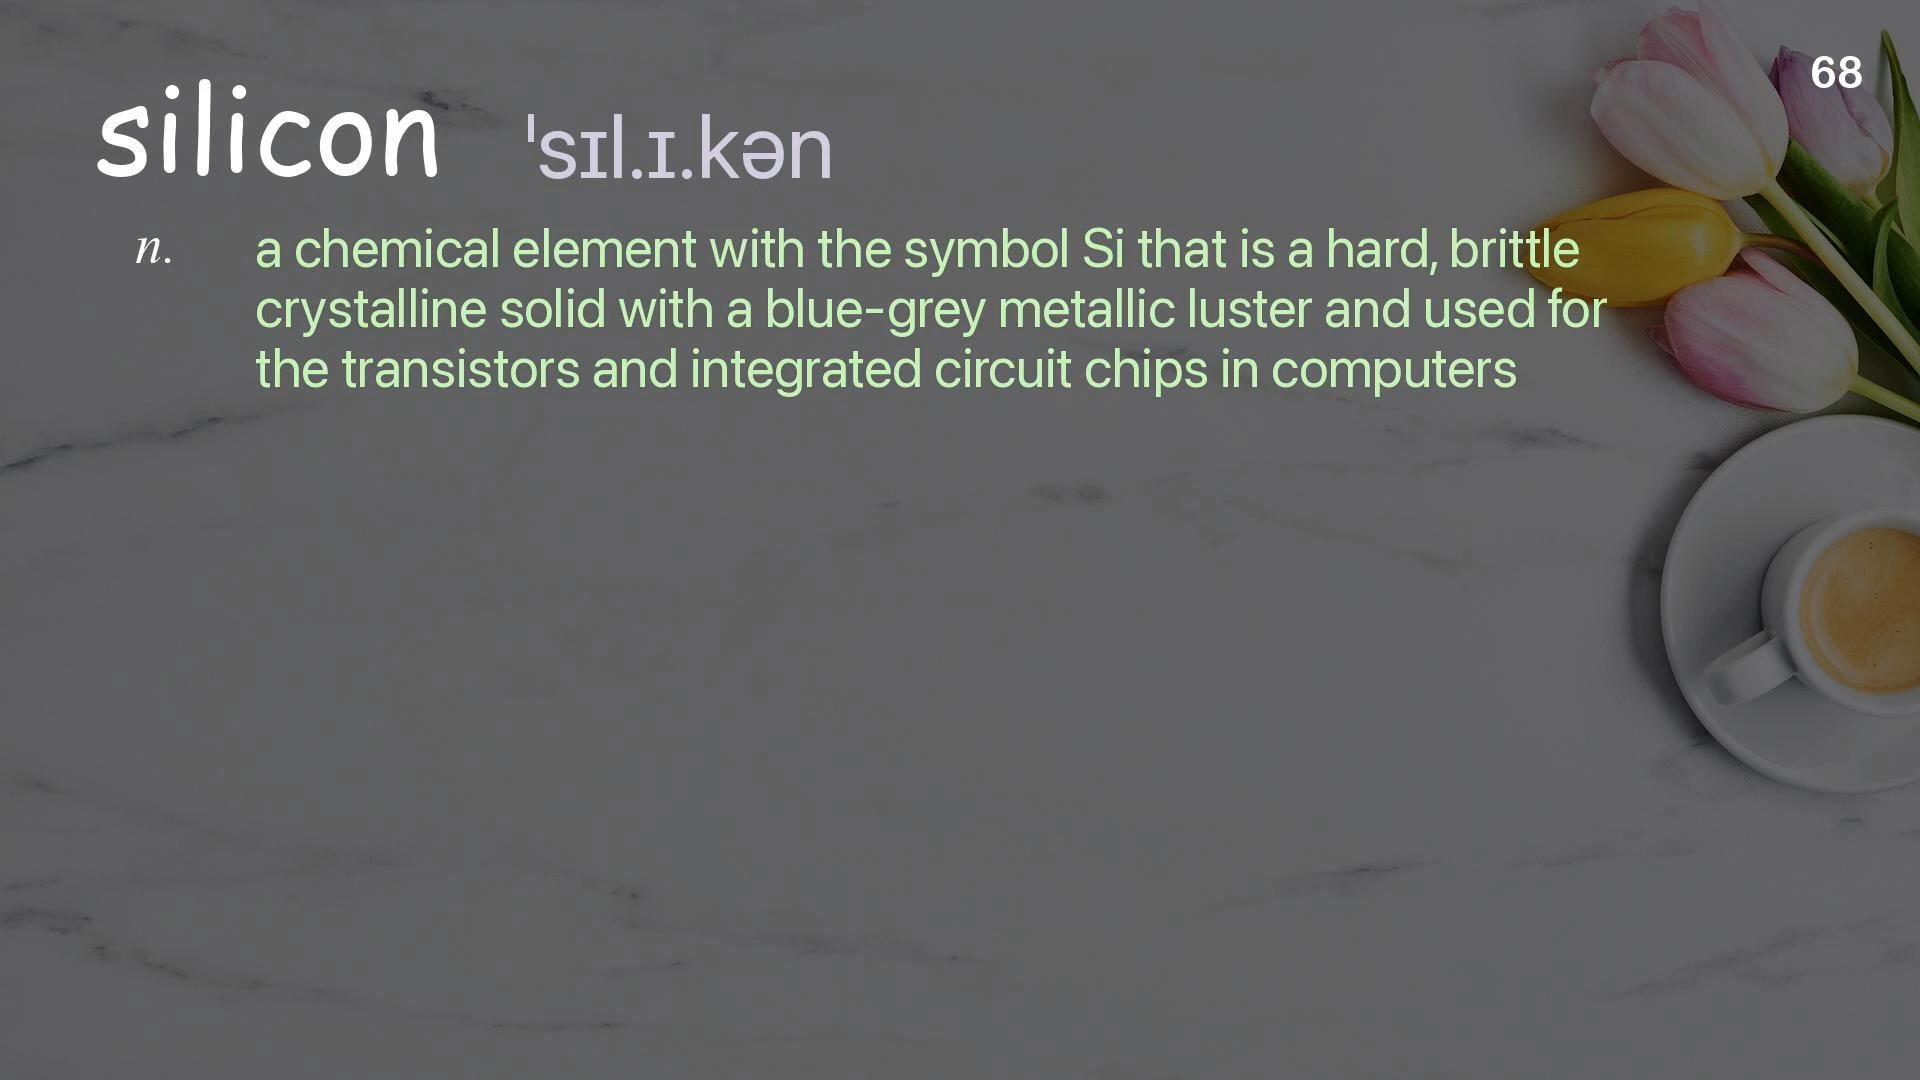 68
silicon ˈsɪl.ɪ.kən
n. a chemical element with the symbol Si that is a hard, brittle
crystalline solid with a blue-grey metallic luster and used for
the transistors and integrated circuit chips in computers